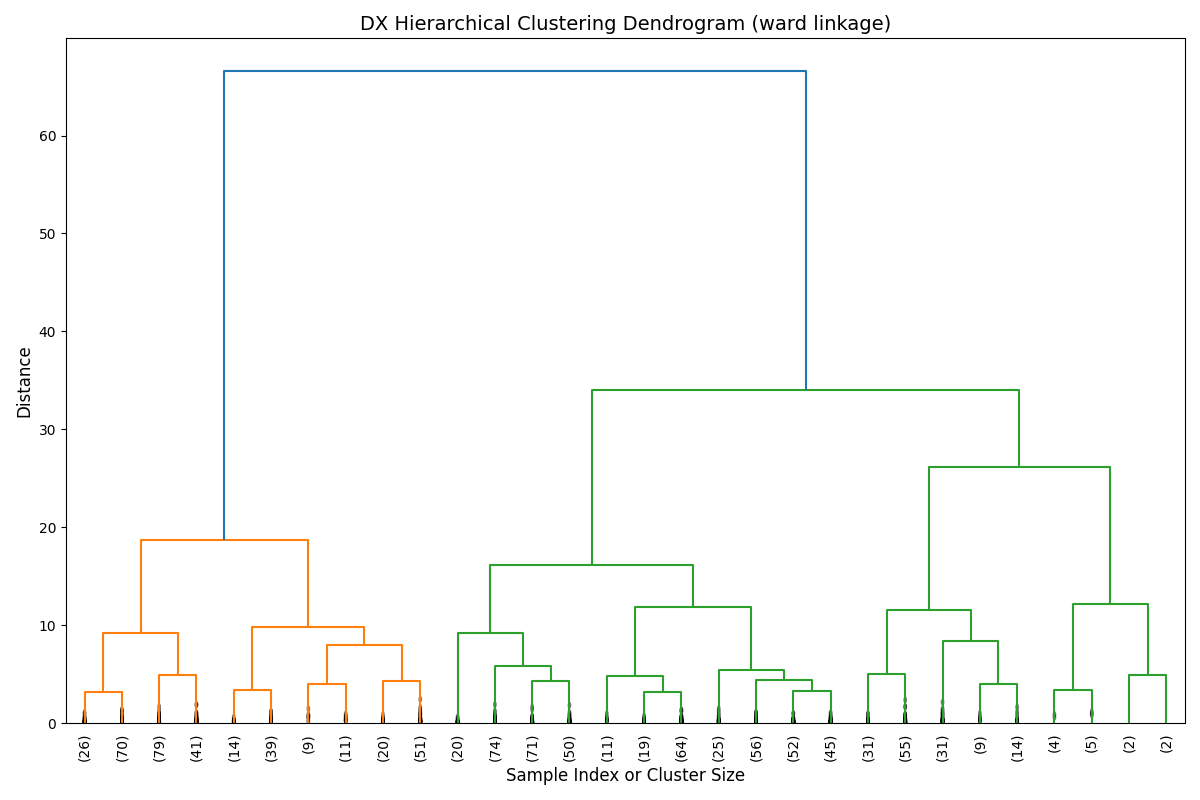 DX Hierarchical Clustering Dendrogram (ward linkage)
Distance
60
50
40
30
20
10
0
(26) (70) (79) (41) (14) (39) (9) (11) (20) (51) (20) (74) (71) (50) (11) (19) (64) (25) (56) (52) (45) (31) (55) (31) (9) (14) (4) (5) (2) (2)
Sample Index or Cluster Size